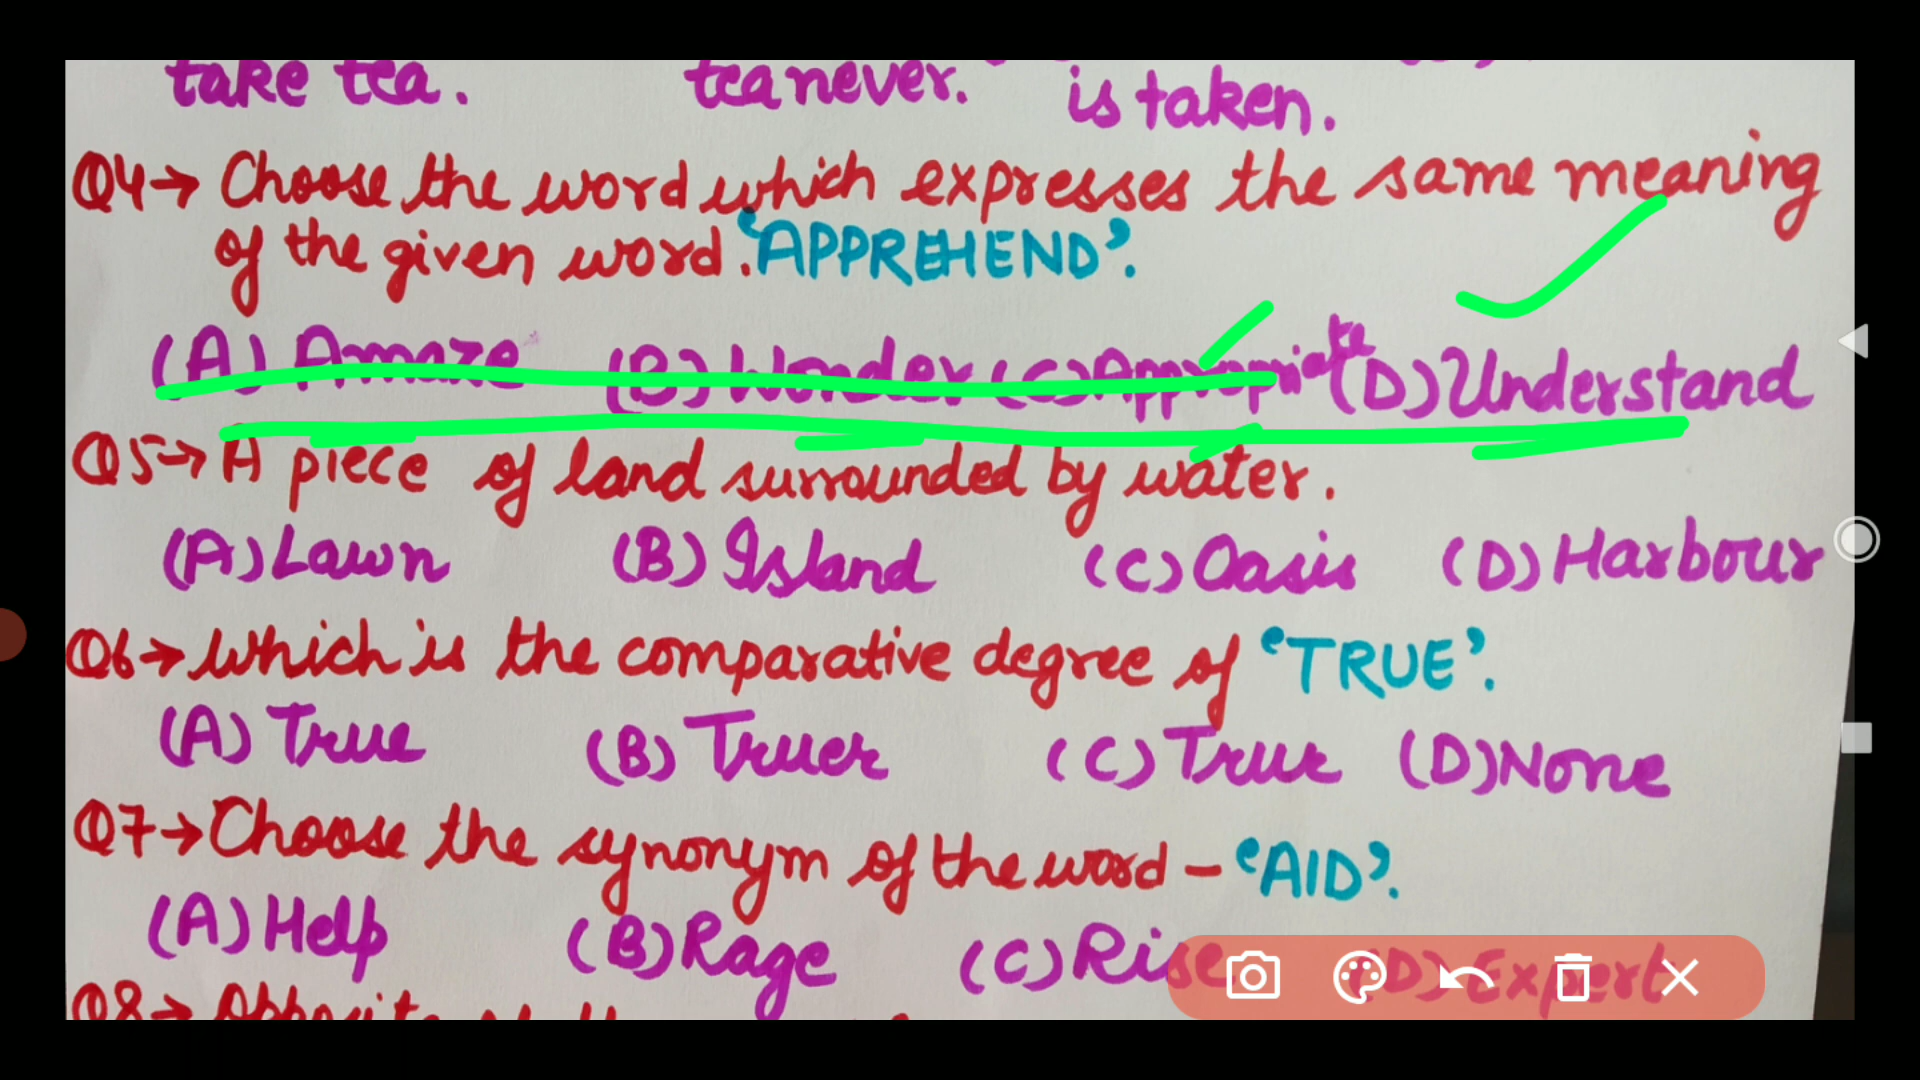 take tea. tea never. is taken.
Q4→ Choose the word which expresses the same meaning
of the given word. 'APPREHEND'.
(A) Amaze (B) Wonder (C) Appropriate (D) Understand
Q5→ A piece of land surrounded by water.
(A) Lawn (B) Island (C) Oasis (D) Harbour
Q6→ Which is the comparative degree of 'TRUE'.
(A) True (B) Truer (C) True (D) None
Q7→ Choose the synonym of the word - 'AID'.
(A) Help (B) Rage (C) Rise (D) Expert
Q8→ Opposite